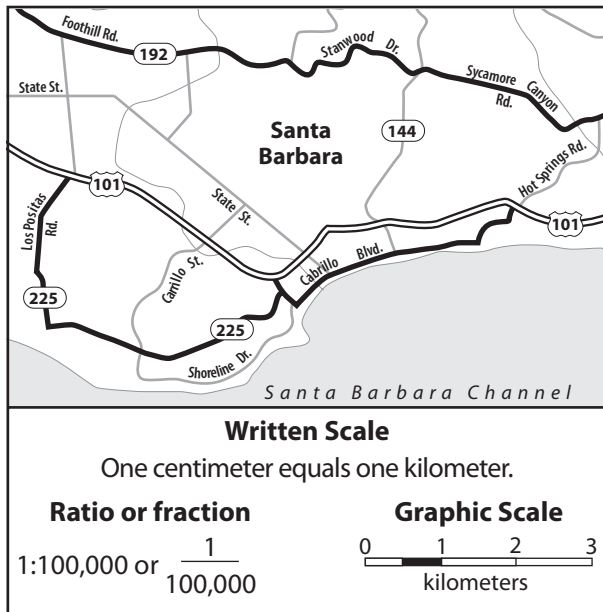 Foothill Rd.
192
Stanwood Dr.
State St.
Sycamore Canyon Rd.
Santa
Barbara
144
101
Hot Springs Rd.
Los Positas Rd.
State St.
101
Carrillo St.
Cabrillo Blvd.
225
225
Shoreline Dr.
Santa Barbara Channel
Written Scale
One centimeter equals one kilometer.
Ratio or fraction
1:100,000 or 1/100,000
Graphic Scale
0 1 2 3
kilometers